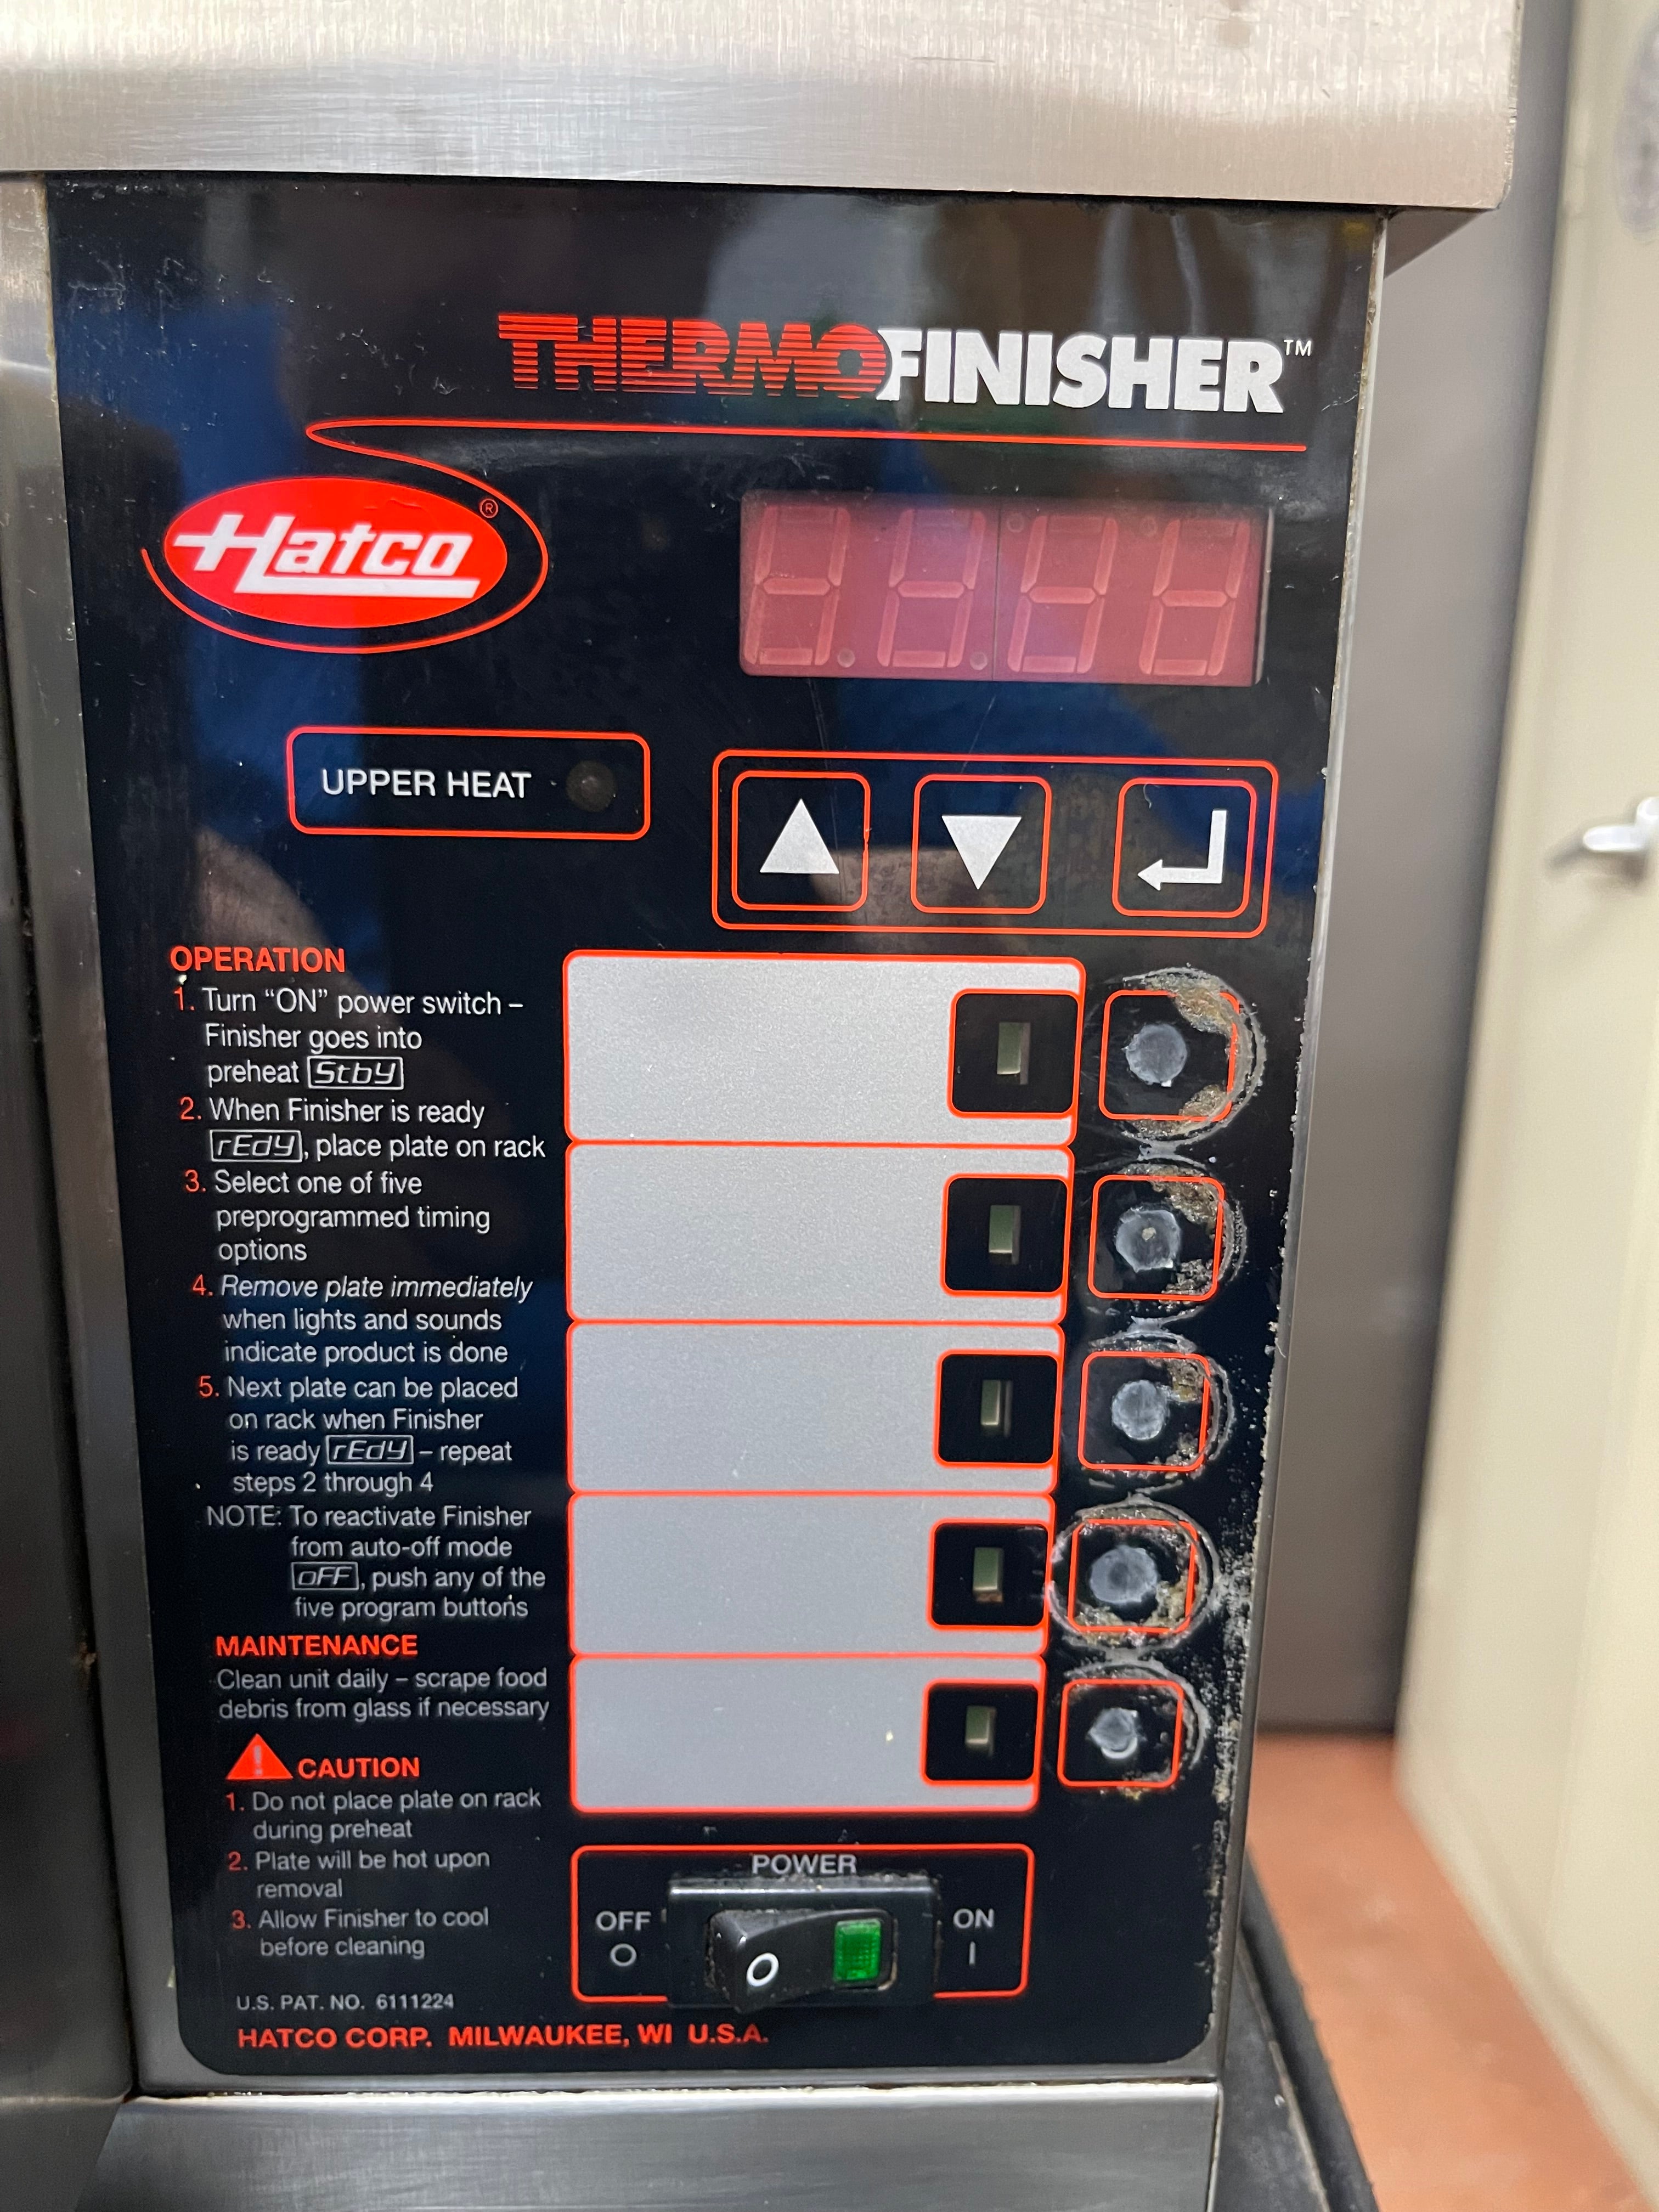 THERMOFINISHER™
Hatco®
UPPER HEAT
OPERATION
1. Turn “ON” power switch –
Finisher goes into
preheat Stby
2. When Finisher is ready
rEdY, place plate on rack
3. Select one of five
preprogrammed timing
options
4. Remove plate immediately
when lights and sounds
indicate product is done
5. Next plate can be placed
on rack when Finisher
is ready rEdY – repeat
steps 2 through 4
NOTE: To reactivate Finisher
from auto-off mode
oFF, push any of the
five program buttons
MAINTENANCE
Clean unit daily – scrape food
debris from glass if necessary
! CAUTION
1. Do not place plate on rack
during preheat
2. Plate will be hot upon
removal
3. Allow Finisher to cool
before cleaning
POWER
OFF ON
O I
O
U.S. PAT. NO. 6111224
HATCO CORP. MILWAUKEE, WI U.S.A.